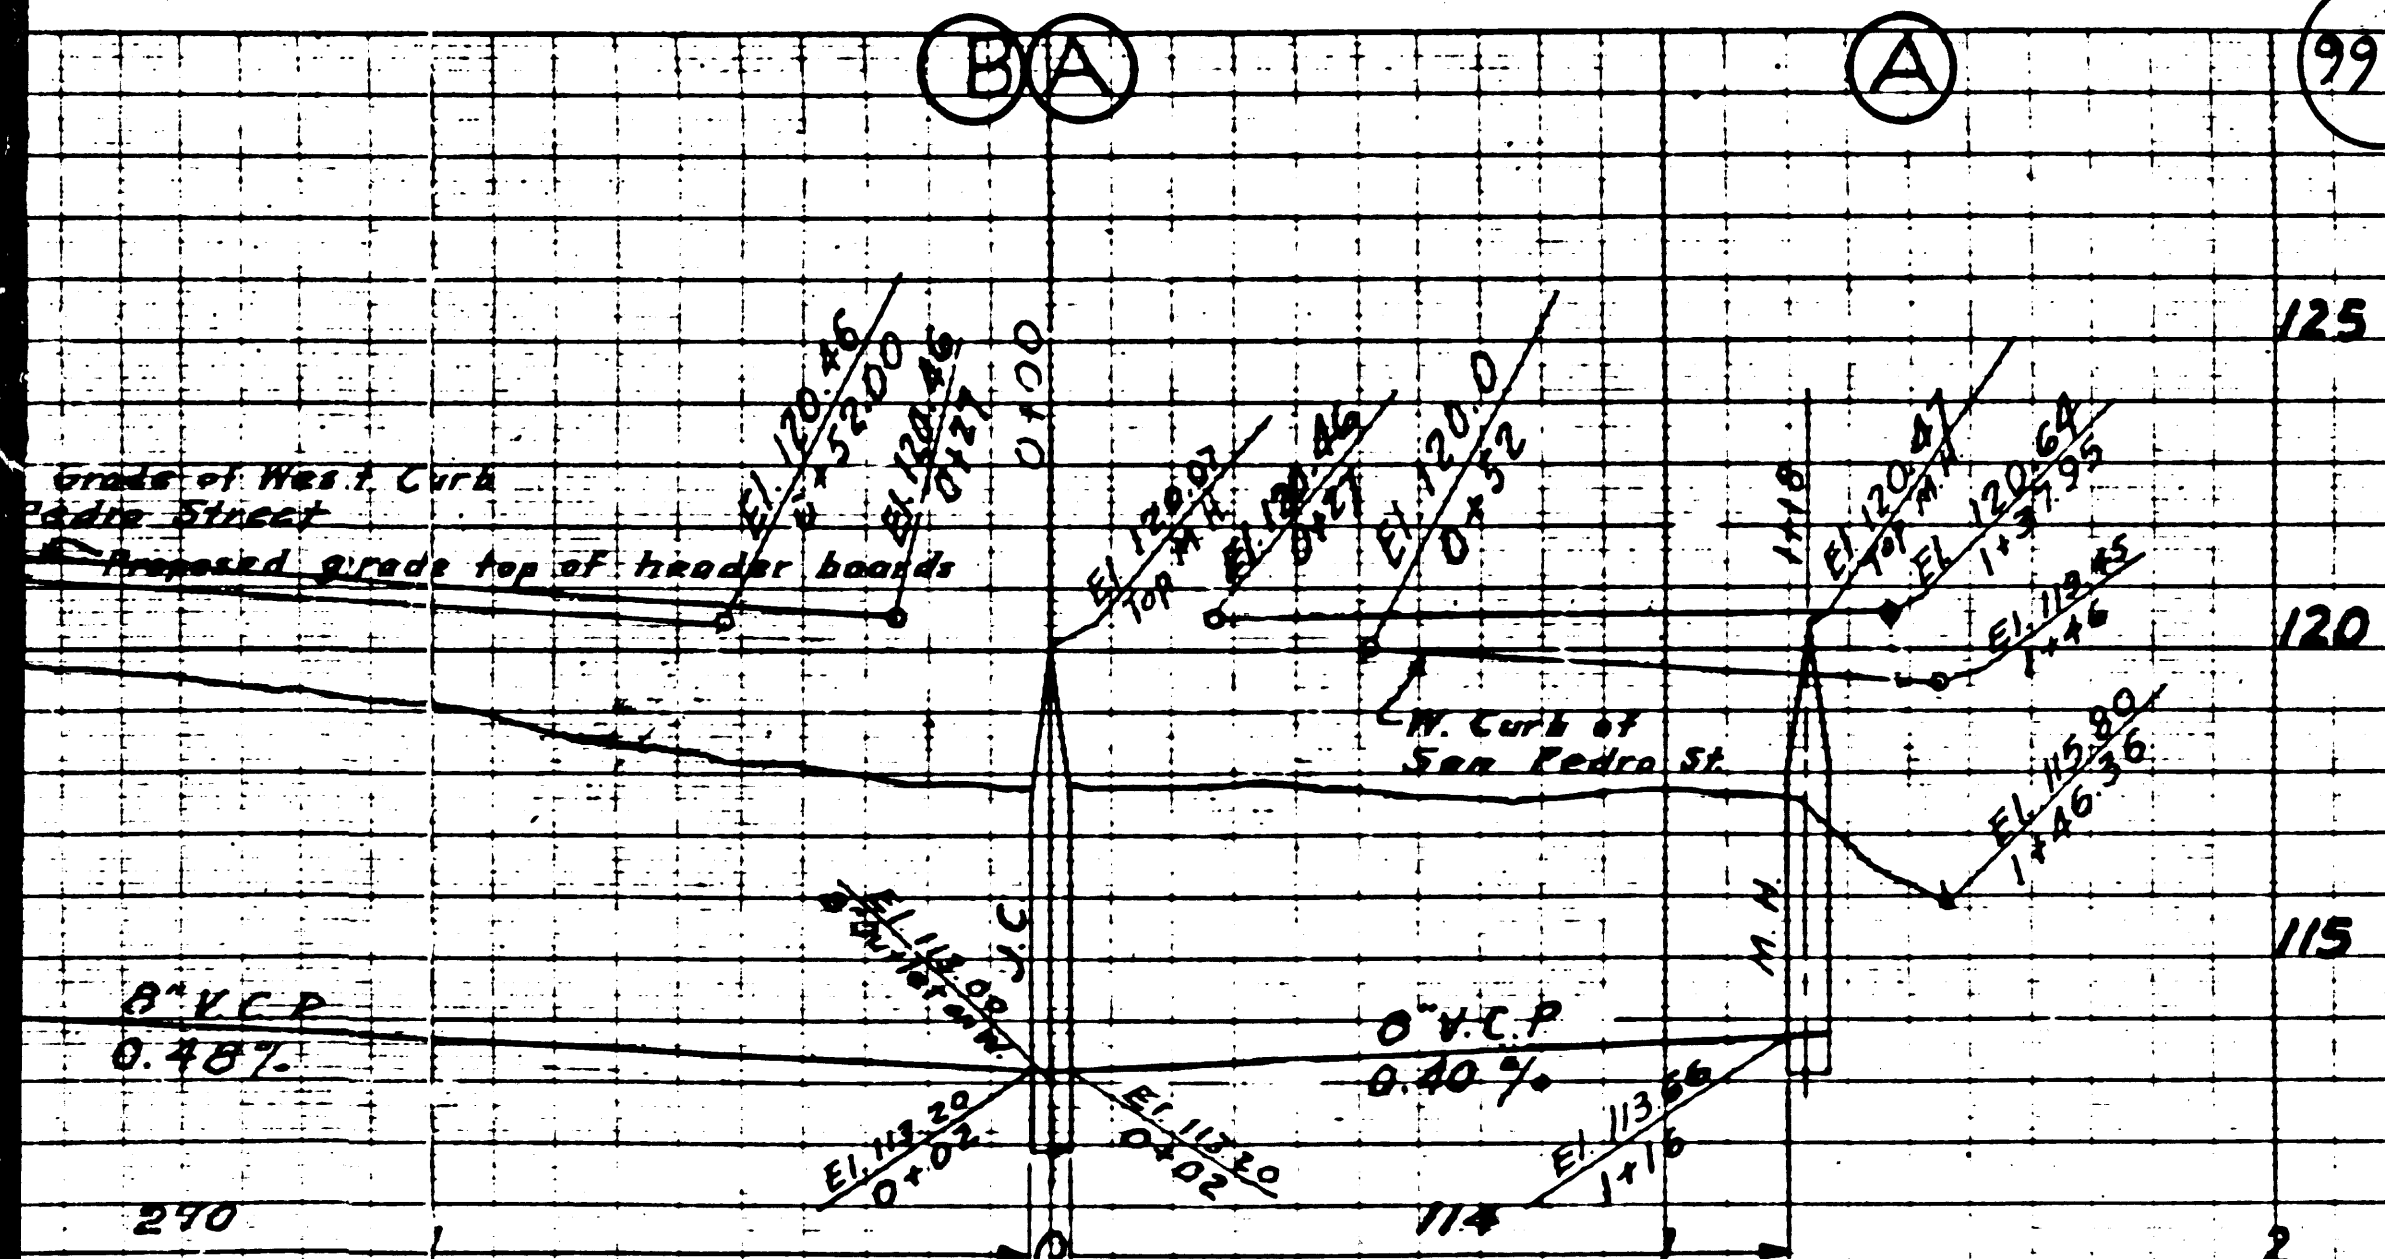 B A A 99
125
El. 120.46
0+52.00
El. 120.46
0+27
0+00
El. 120.07
Top M.H.
El. 120.46
0+27
El. 120.0
0+52
1+18
El. 120.47
Top M.H.
El. 120.64
1+37.95
Grade of West Curb
Pedro Street
Proposed grade top of header boards
El. 119.45
1+46
120
W. Curb of
San Pedro St.
El. 115.80
1+46.36
J.C.
M.H.
115
8" V.C.P
0.48%
8" V.C.P
0.40%
El. 113.20
0+02
El. 113.20
0+02
El. 113.66
1+16
290
114
1 0 1 2